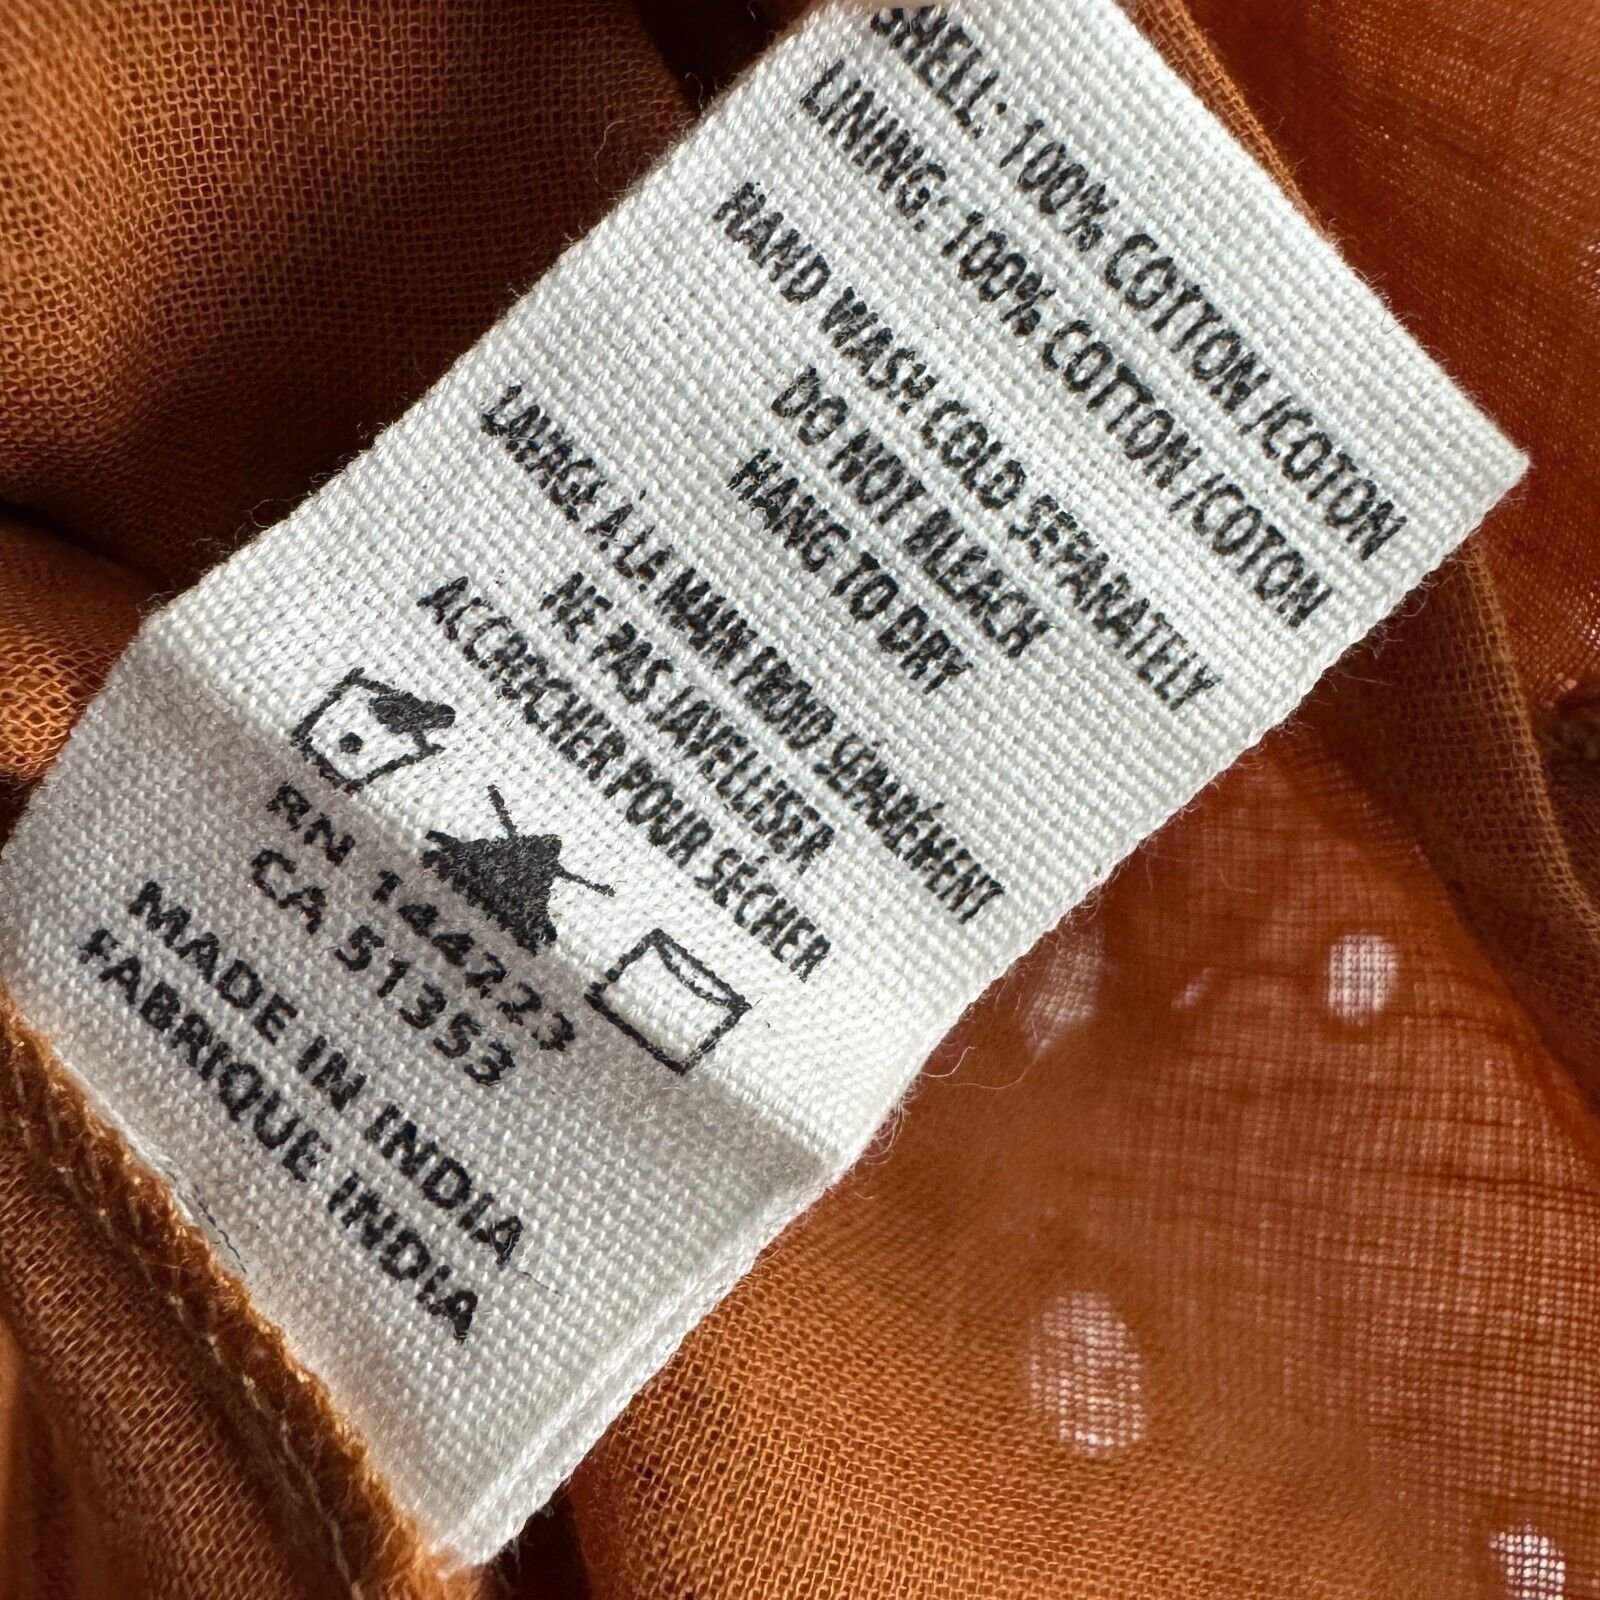 SHELL: 100% COTTON /COTON
LINING: 100% COTTON /COTON
HAND WASH COLD SEPARATELY
DO NOT BLEACH
HANG TO DRY
LAVAGE À LA MAIN FROID SÉPARÉMENT
NE PAS JAVELLISER
ACCROCHER POUR SÉCHER
RN 144723
CA 51353
MADE IN INDIA
FABRIQUE INDIA